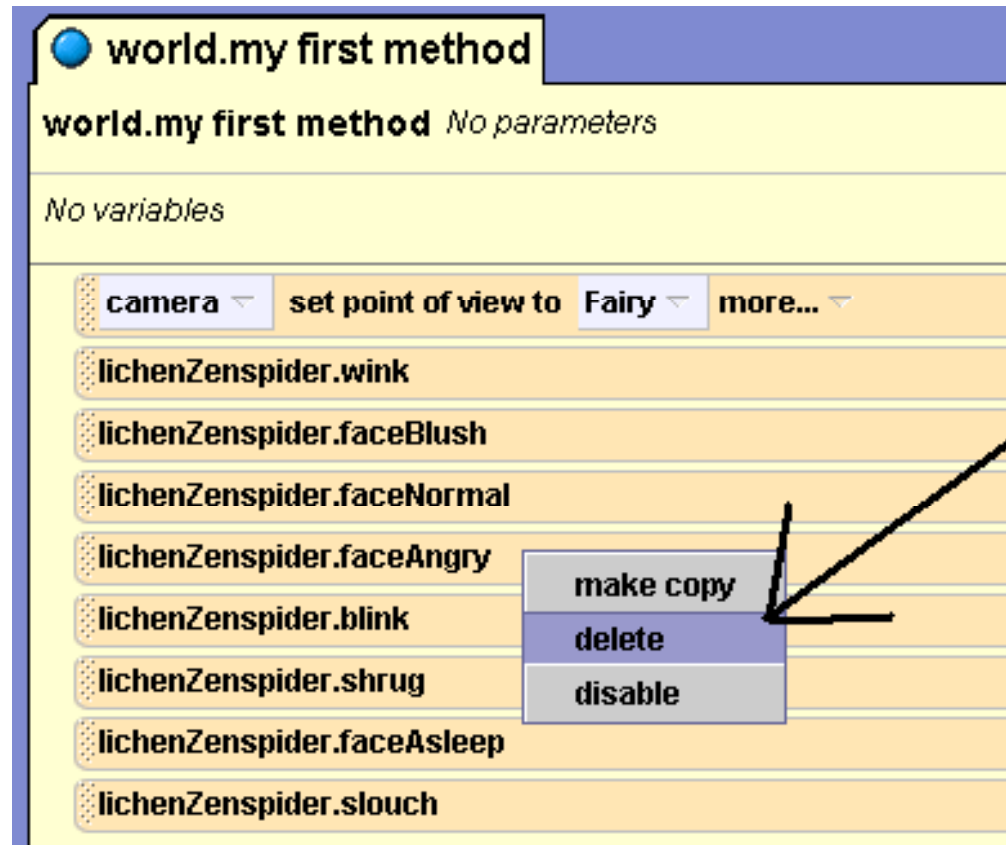 world.my first method
world.my first method No parameters
No variables
camera set point of view to Fairy more...
lichenZenspider.wink
lichenZenspider.faceBlush
lichenZenspider.faceNormal
lichenZenspider.faceAngry
make copy
lichenZenspider.blink
delete
lichenZenspider.shrug
disable
lichenZenspider.faceAsleep
lichenZenspider.slouch